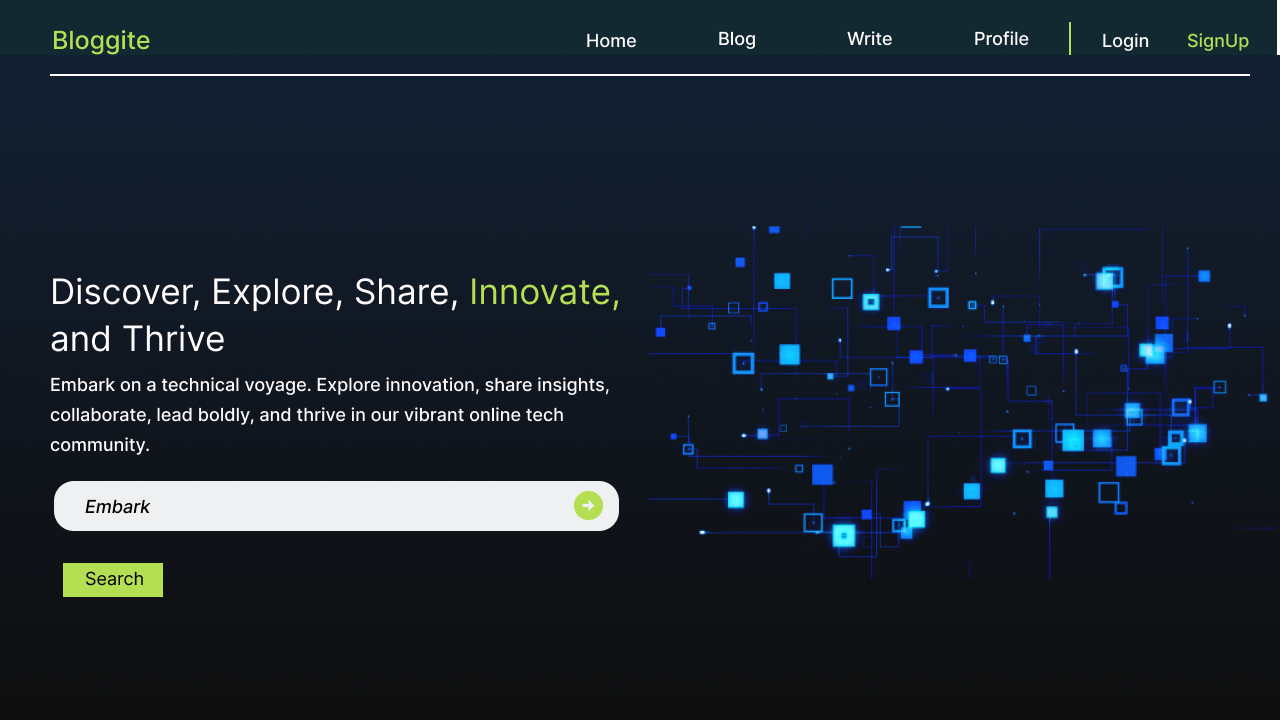 Bloggite Home Blog Write Profile Login SignUp
Discover, Explore, Share, Innovate,
and Thrive
Embark on a technical voyage. Explore innovation, share insights,
collaborate, lead boldly, and thrive in our vibrant online tech
community.
Embark
Search